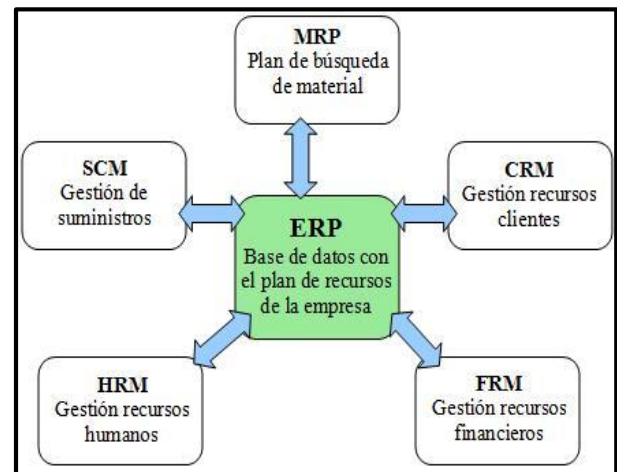 MRP
Plan de búsqueda
de material
SCM
Gestión de
suministros
CRM
Gestión recursos
clientes
ERP
Base de datos con
el plan de recursos
de la empresa
HRM
Gestión recursos
humanos
FRM
Gestión recursos
financieros